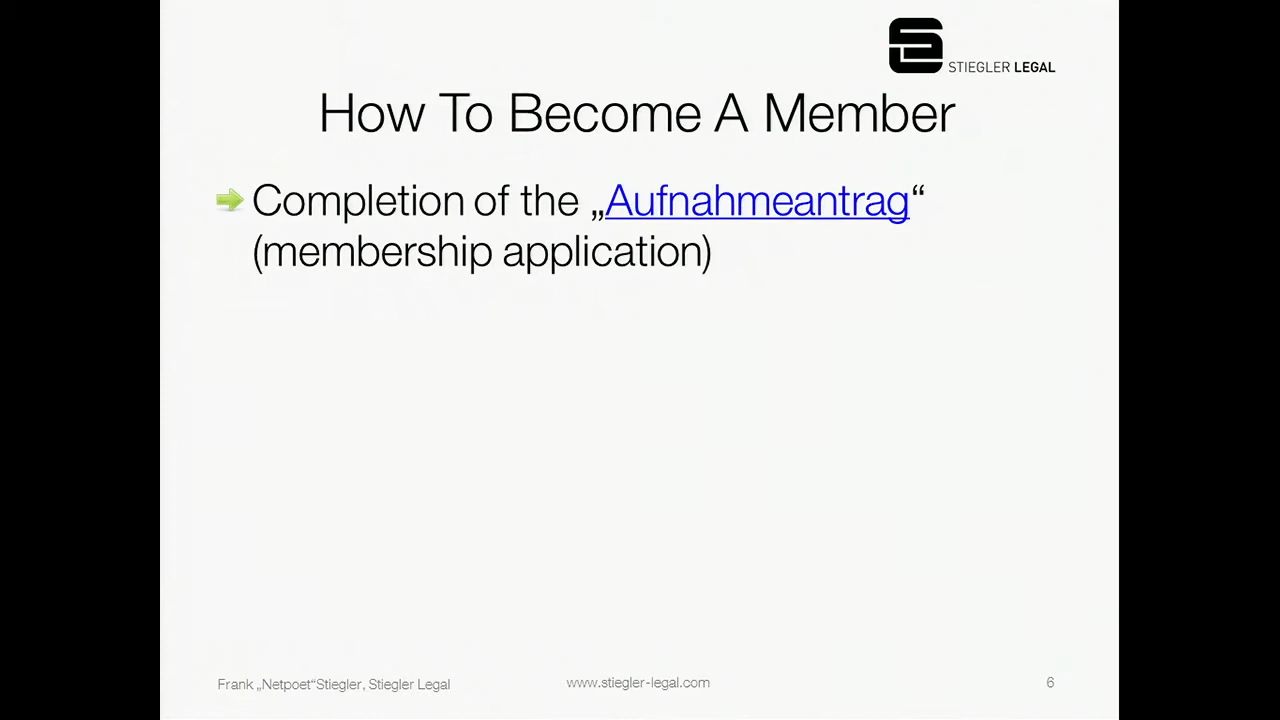 STIEGLER LEGAL
How To Become A Member
Completion of the „Aufnahmeantrag“
(membership application)
Frank „Netpoet“Stiegler, Stiegler Legal
www.stiegler-legal.com
6